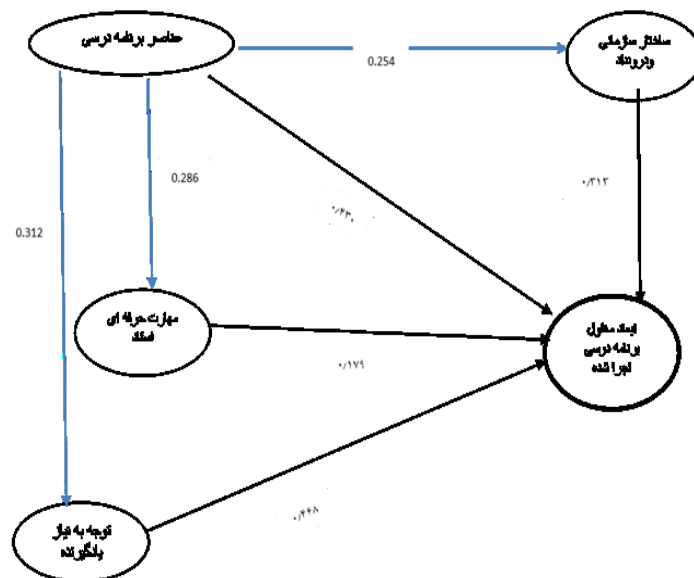 عناصر برنامه درسی
ساختار سازمانی
ودرونداد
0.254
0.286
0.312
۰/۴۳۰
۰/۳۱۳
مهارت حرفه ای
استاد
۰/۱۷۹
ابعاد مغفول
برنامه درسی
اجرا شده
توجه به نیاز
یادگیرنده
۰/۴۴۸